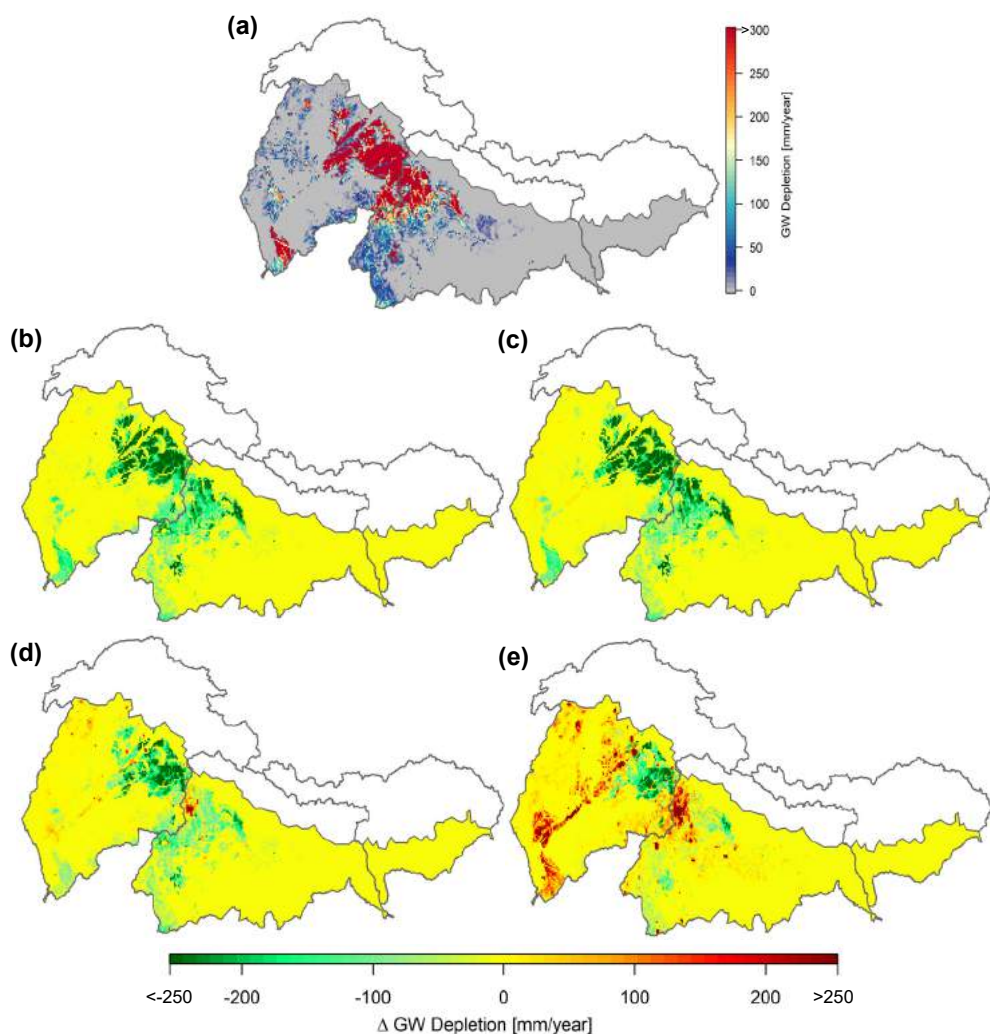 (a)
>300
250
200
150
100
50
0
GW Depletion [mm/year]
(b)
(c)
(d)
(e)
<-250 -200 -100 0 100 200 >250
Δ GW Depletion [mm/year]